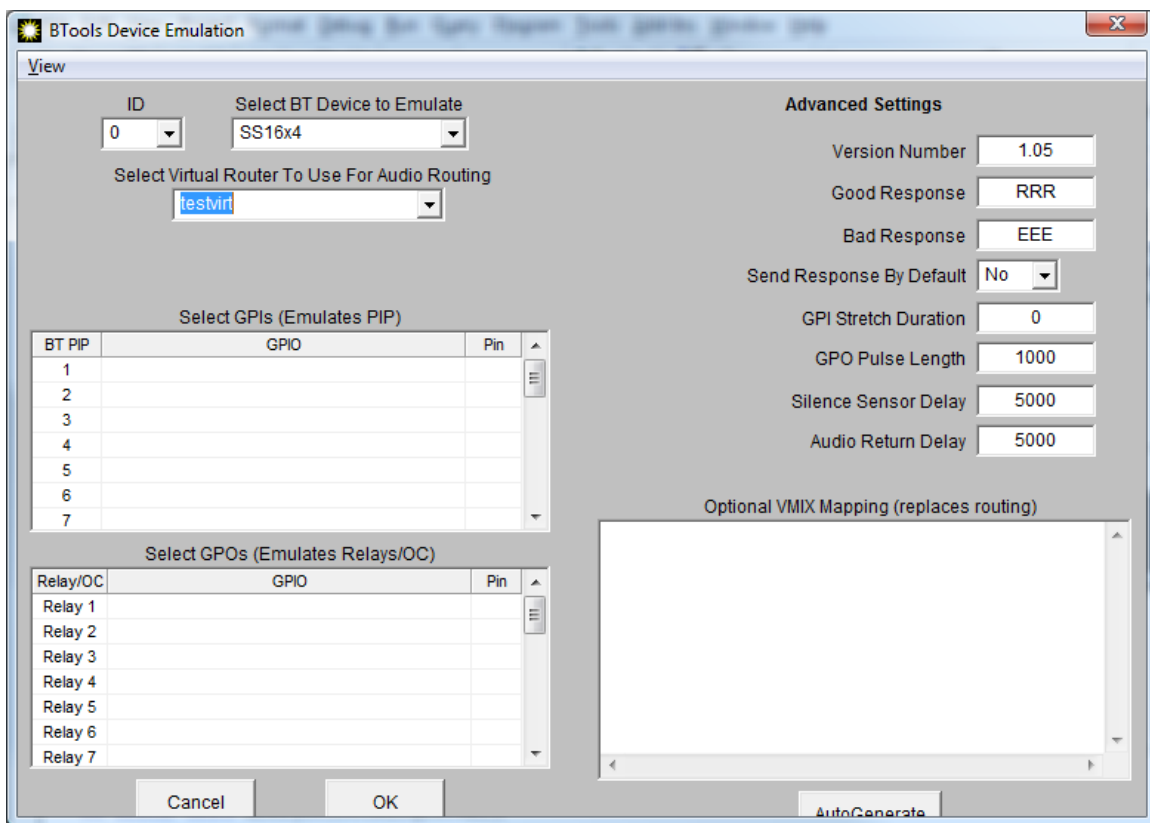 BTools Device Emulation
View
ID
Select BT Device to Emulate
0
SS16x4
Select Virtual Router To Use For Audio Routing
testvirt
Select GPIs (Emulates PIP)
BT PIP GPIO Pin
1
2
3
4
5
6
7
Select GPOs (Emulates Relays/OC)
Relay/OC GPIO Pin
Relay 1
Relay 2
Relay 3
Relay 4
Relay 5
Relay 6
Relay 7
Cancel
OK
Advanced Settings
Version Number 1.05
Good Response RRR
Bad Response EEE
Send Response By Default No
GPI Stretch Duration 0
GPO Pulse Length 1000
Silence Sensor Delay 5000
Audio Return Delay 5000
Optional VMIX Mapping (replaces routing)
AutoGenerate